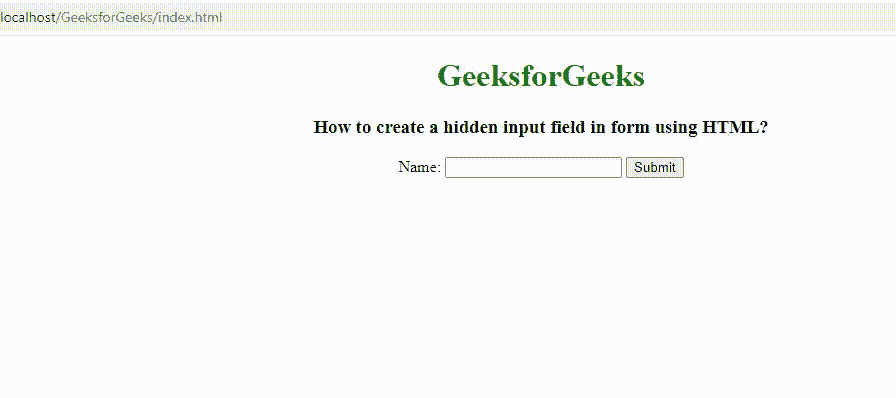 localhost/GeeksforGeeks/index.html
GeeksforGeeks
How to create a hidden input field in form using HTML?
Name: Submit